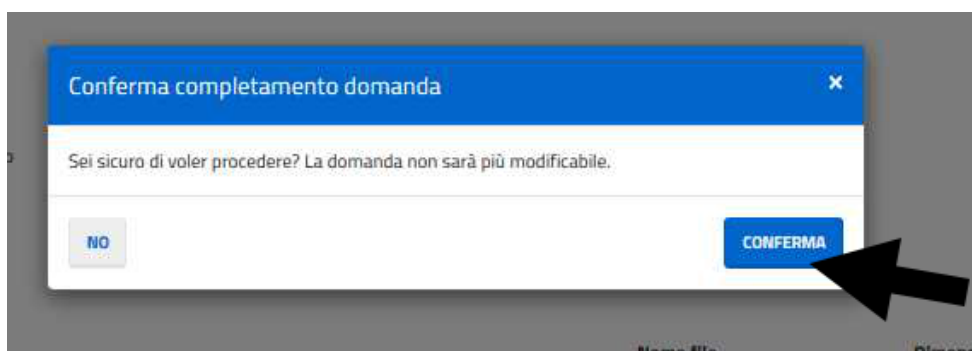 Conferma completamento domanda
Sei sicuro di voler procedere? La domanda non sarà più modificabile.
NO
CONFERMA